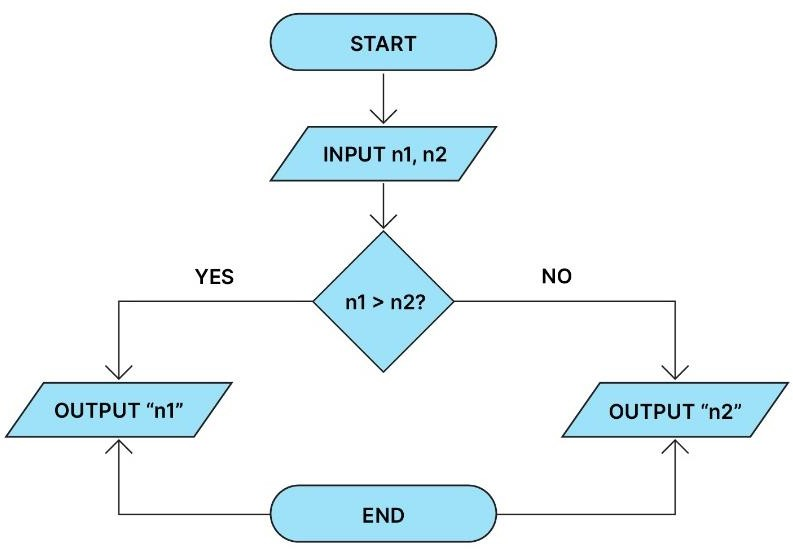 START
INPUT n1, n2
n1 > n2?
YES
NO
OUTPUT “n1”
OUTPUT “n2”
END